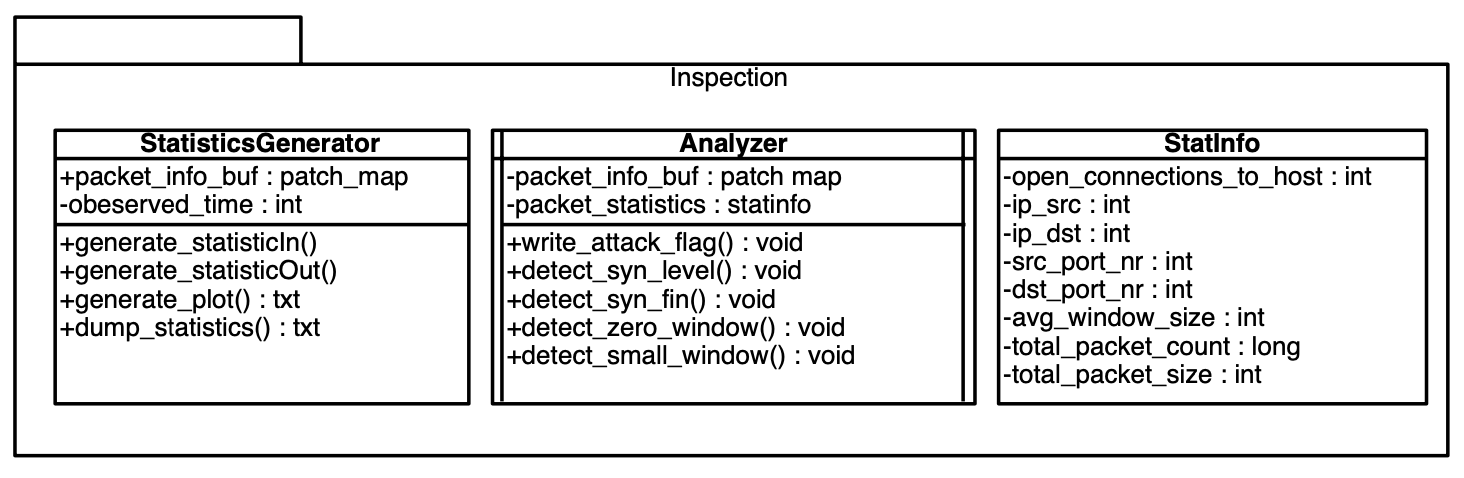 Inspection
StatisticsGenerator
+packet_info_buf : patch_map
-obeserved_time : int
+generate_statisticIn()
+generate_statisticOut()
+generate_plot() : txt
+dump_statistics() : txt
Analyzer
-packet_info_buf : patch map
-packet_statistics : statinfo
+write_attack_flag() : void
+detect_syn_level() : void
+detect_syn_fin() : void
+detect_zero_window() : void
+detect_small_window() : void
StatInfo
-open_connections_to_host : int
-ip_src : int
-ip_dst : int
-src_port_nr : int
-dst_port_nr : int
-avg_window_size : int
-total_packet_count : long
-total_packet_size : int